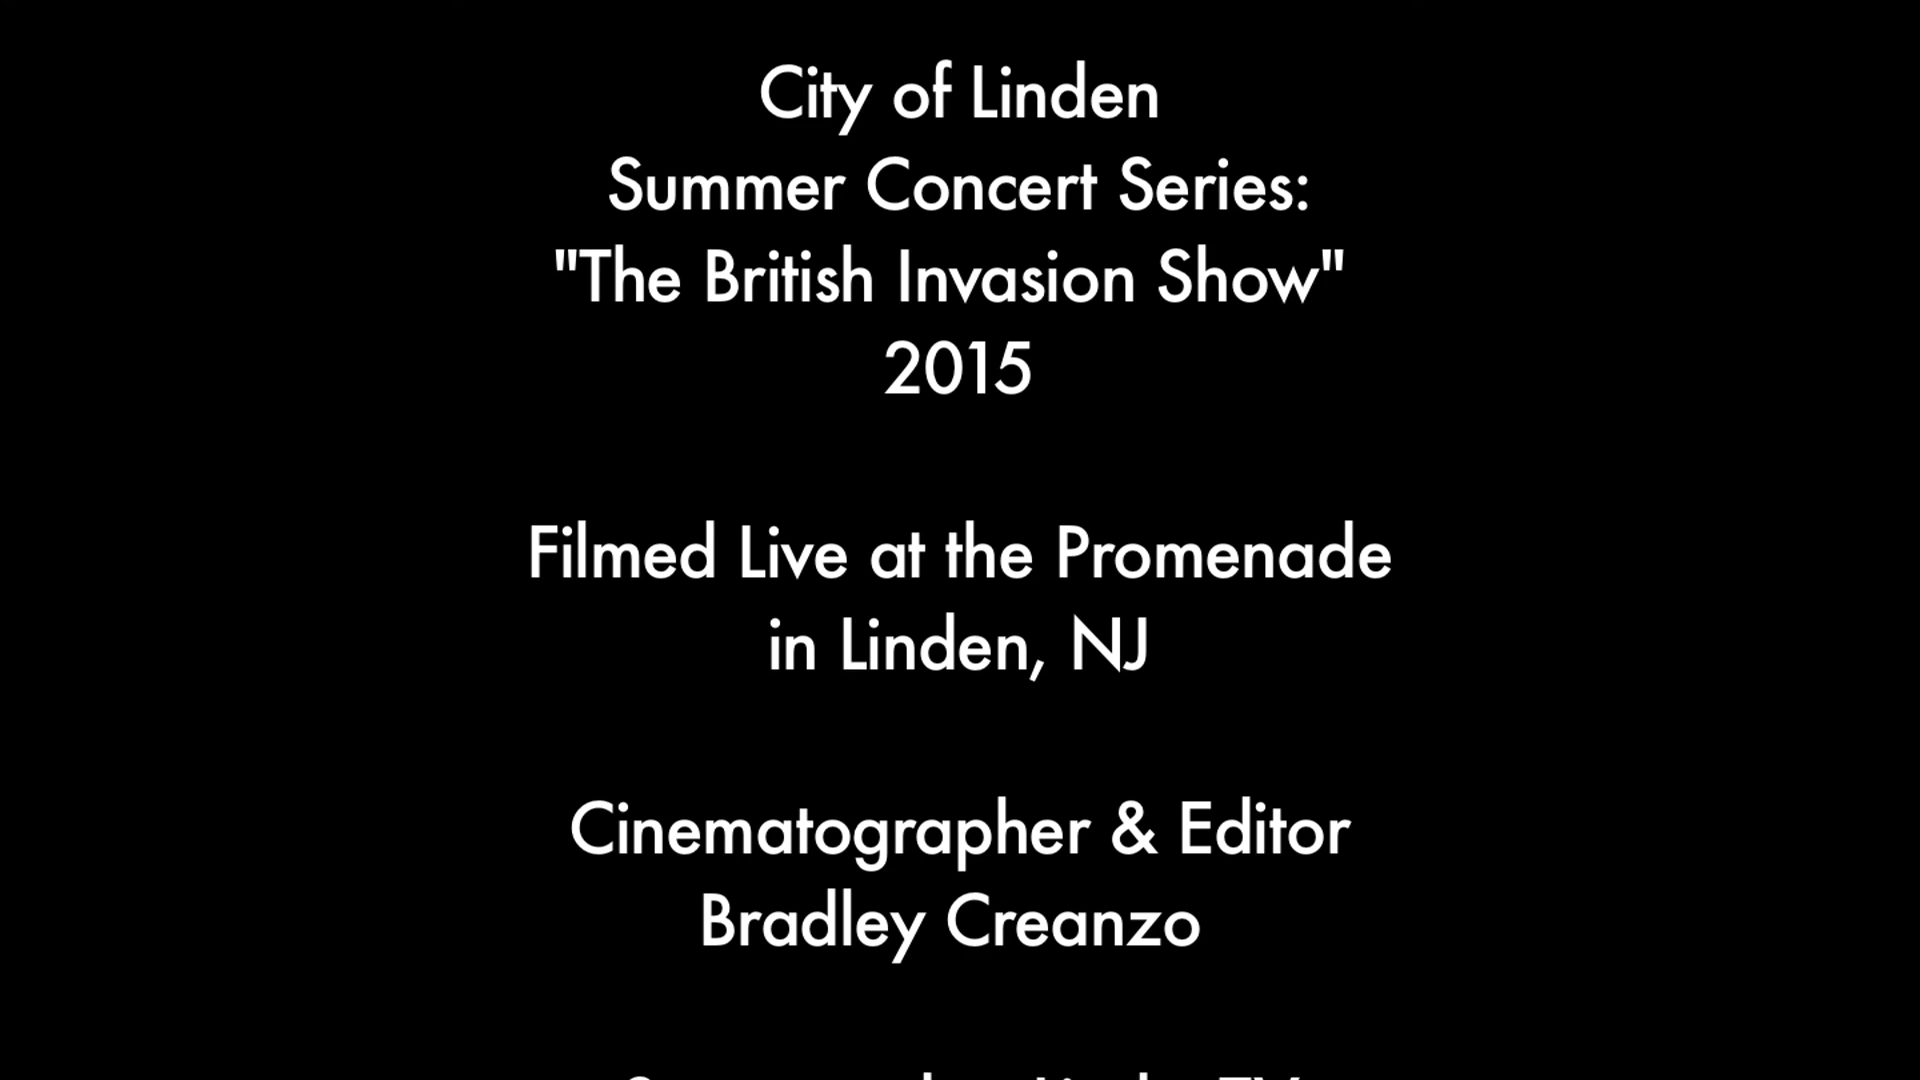 City of Linden
Summer Concert Series:
"The British Invasion Show"
2015
Filmed Live at the Promenade
in Linden, NJ
Cinematographer & Editor
Bradley Creanzo